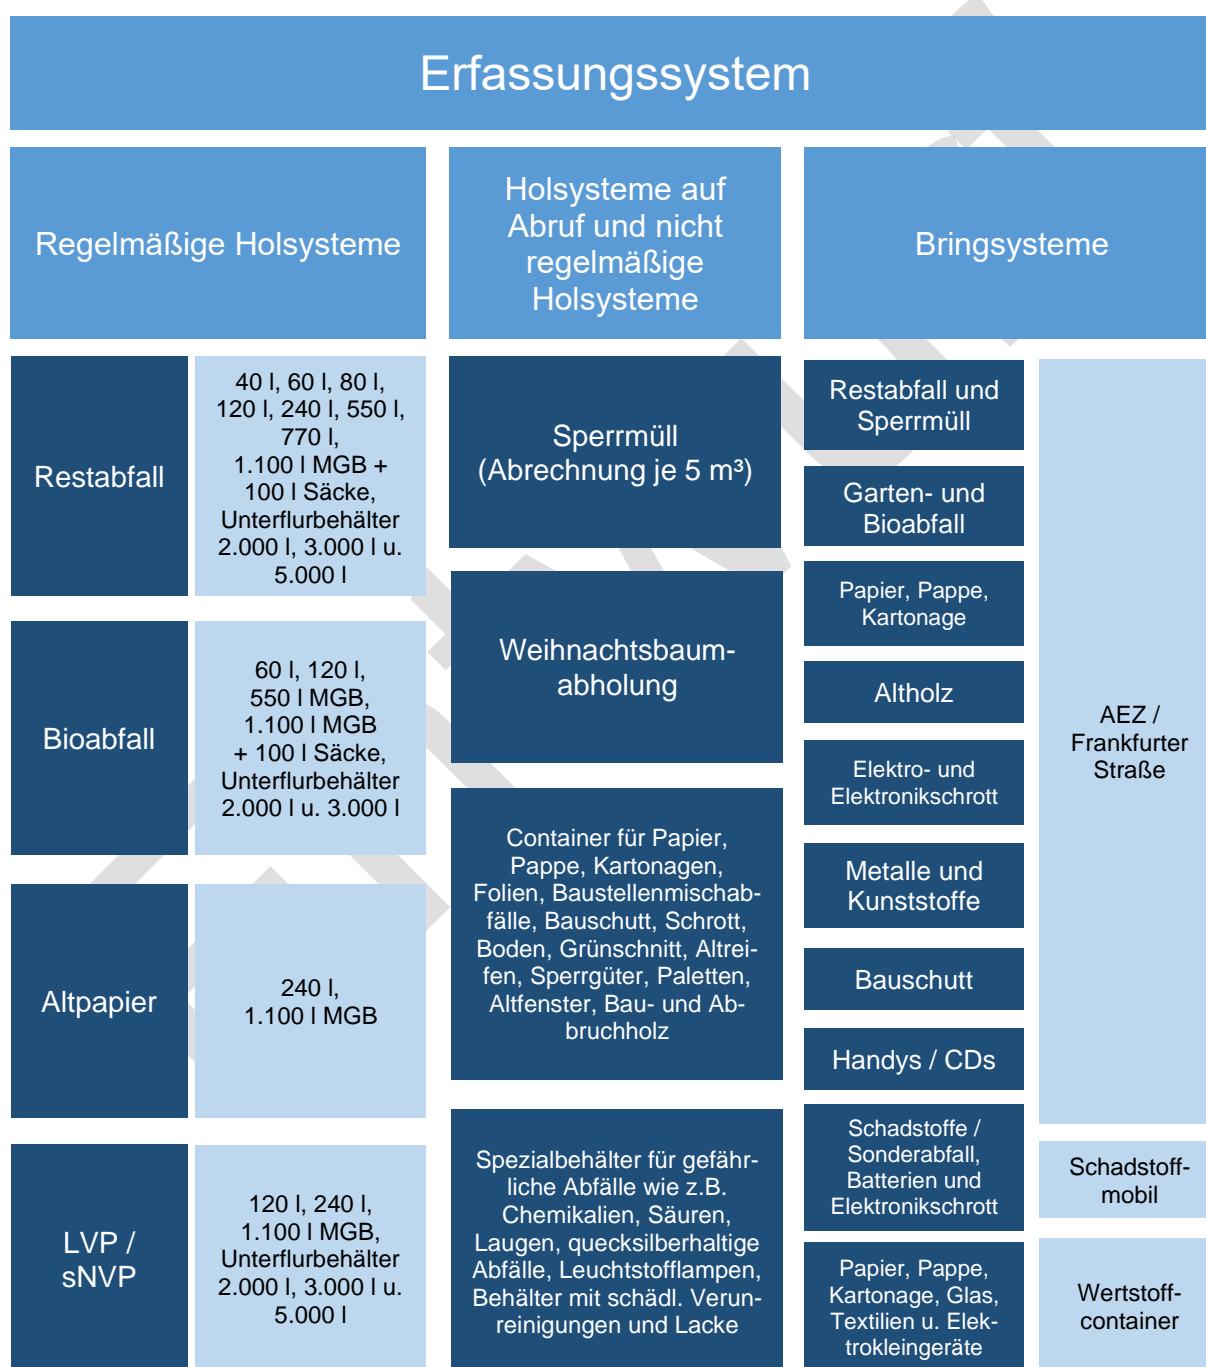 Erfassungssystem
Regelmäßige Holsysteme
Holsysteme auf
Abruf und nicht
regelmäßige
Holsysteme
Bringsysteme
Restabfall
40 l, 60 l, 80 l,
120 l, 240 l, 550 l,
770 l,
1.100 l MGB +
100 l Säcke,
Unterflurbehälter
2.000 l, 3.000 l u.
5.000 l
Bioabfall
60 l, 120 l,
550 l MGB,
1.100 l MGB
+ 100 l Säcke,
Unterflurbehälter
2.000 l u. 3.000 l
Altpapier
240 l,
1.100 l MGB
LVP /
sNVP
120 l, 240 l,
1.100 l MGB,
Unterflurbehälter
2.000 l, 3.000 l u.
5.000 l
Sperrmüll
(Abrechnung je 5 m³)
Weihnachtsbaum-
abholung
Container für Papier,
Pappe, Kartonagen,
Folien, Baustellenmischab-
fälle, Bauschutt, Schrott,
Boden, Grünschnitt, Altrei-
fen, Sperrgüter, Paletten,
Altfenster, Bau- und Ab-
bruchholz
Spezialbehälter für gefähr-
liche Abfälle wie z.B.
Chemikalien, Säuren,
Laugen, quecksilberhaltige
Abfälle, Leuchtstofflampen,
Behälter mit schädl. Verun-
reinigungen und Lacke
Restabfall und
Sperrmüll
Garten- und
Bioabfall
Papier, Pappe,
Kartonage
Altholz
Elektro- und
Elektronikschrott
Metalle und
Kunststoffe
Bauschutt
Handys / CDs
Schadstoffe /
Sonderabfall,
Batterien und
Elektronikschrott
Papier, Pappe,
Kartonage, Glas,
Textilien u. Elek-
trokleingeräte
AEZ /
Frankfurter
Straße
Schadstoff-
mobil
Wertstoff-
container